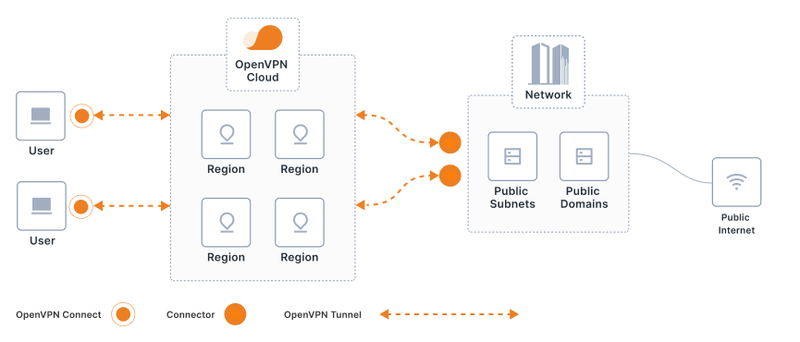 OpenVPN
Cloud
Network
User
Region
Region
Public
Subnets
Public
Domains
Public
Internet
User
Region
Region
OpenVPN Connect
Connector
OpenVPN Tunnel